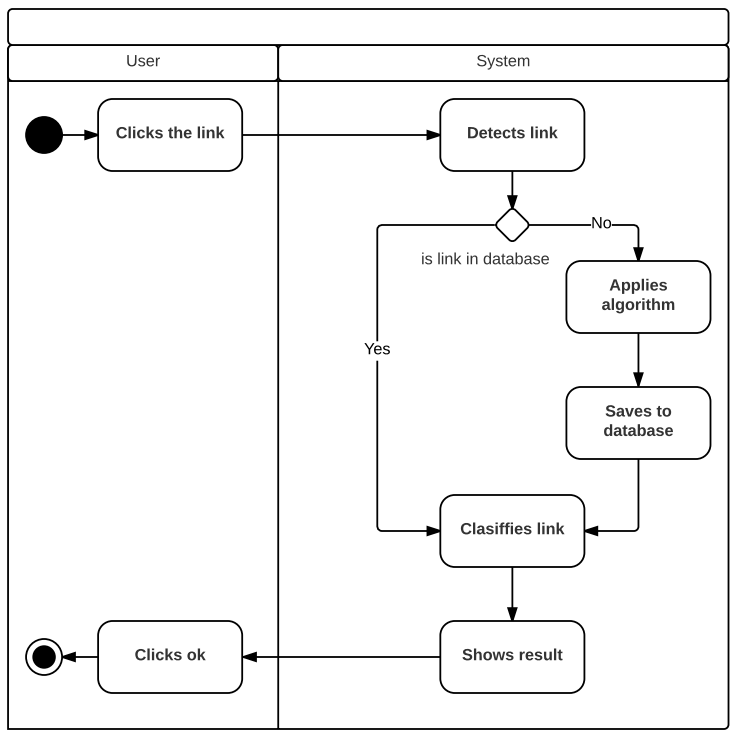 User
System
Clicks the link
Detects link
No
is link in database
Applies
algorithm
Yes
Saves to
database
Clasiffies link
Clicks ok
Shows result